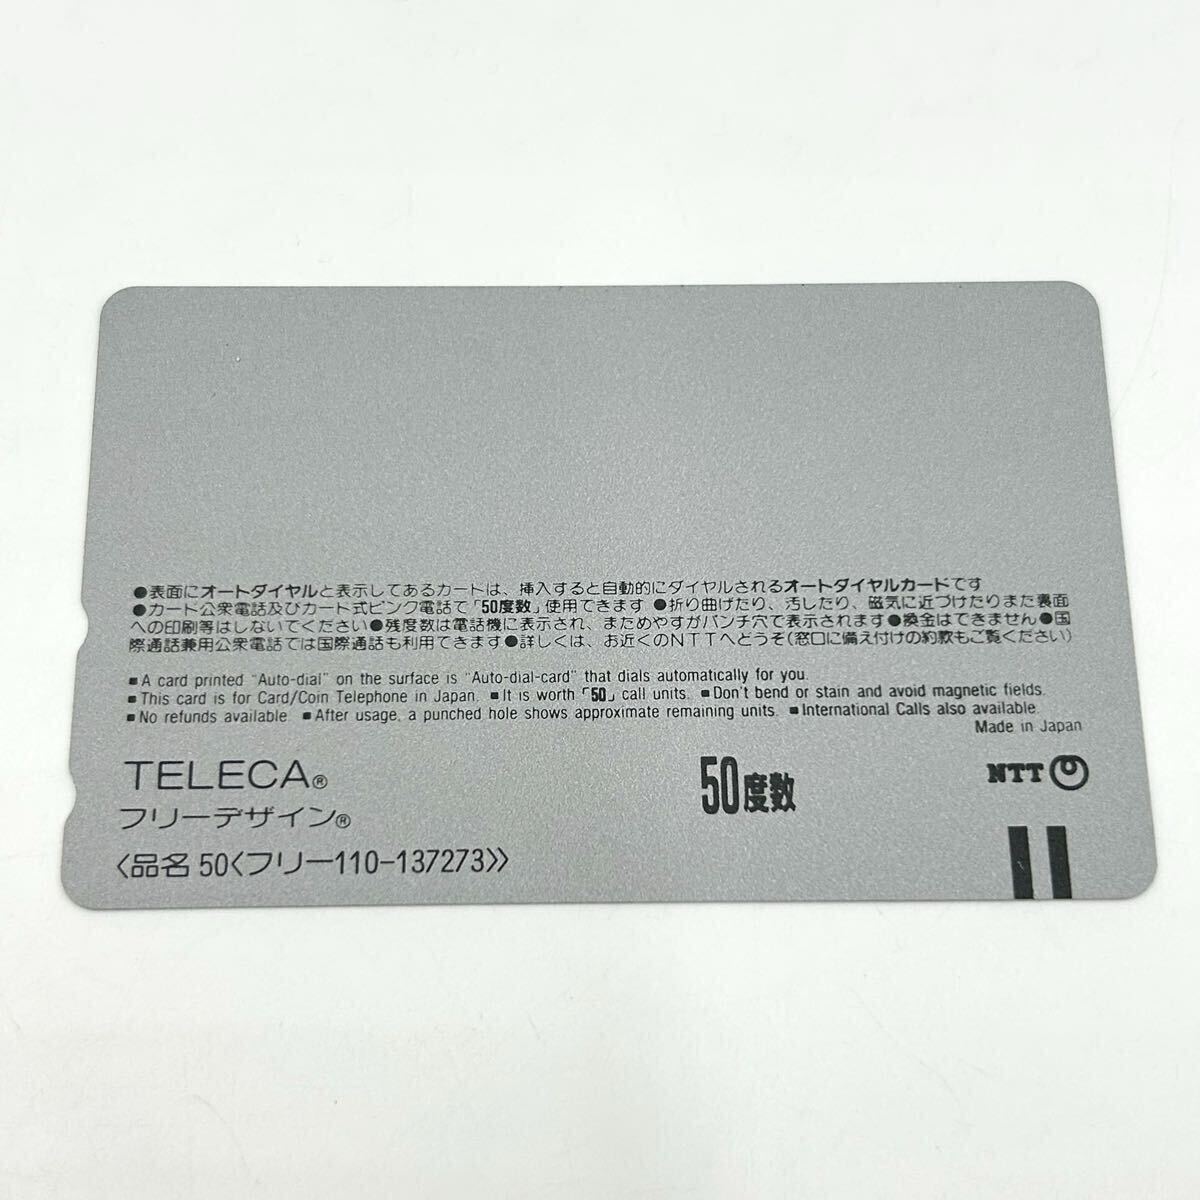 ●表面にオートダイヤルと表示してあるカートは、挿入すると自動的にダイヤルされるオートダイヤルカードです
●カード公衆電話及びカード式ピンク電話で「50度数」使用できます ●折り曲げたり、汚したり、磁気に近づけたりまた裏面
への印刷等はしないでください ●残度数は電話機に表示され、まためやすがパンチ穴で表示されます ●換金はできません ●国
際通話兼用公衆電話では国際通話も利用できます ●詳しくは、お近くのNTTへどうぞ(窓口に備え付けの約款もご覧ください)
■A card printed "Auto-dial" on the surface is "Auto-dial-card" that dials automatically for you.
■This card is for Card/Coin Telephone in Japan. ■It is worth「50」call units. ■Don't bend or stain and avoid magnetic fields.
■No refunds available. ■After usage, a punched hole shows approximate remaining units. ■International Calls also available.
Made in Japan
TELECA®
フリーデザイン®
50度数
NTT
〈品名 50〈フリー110-137273〉〉